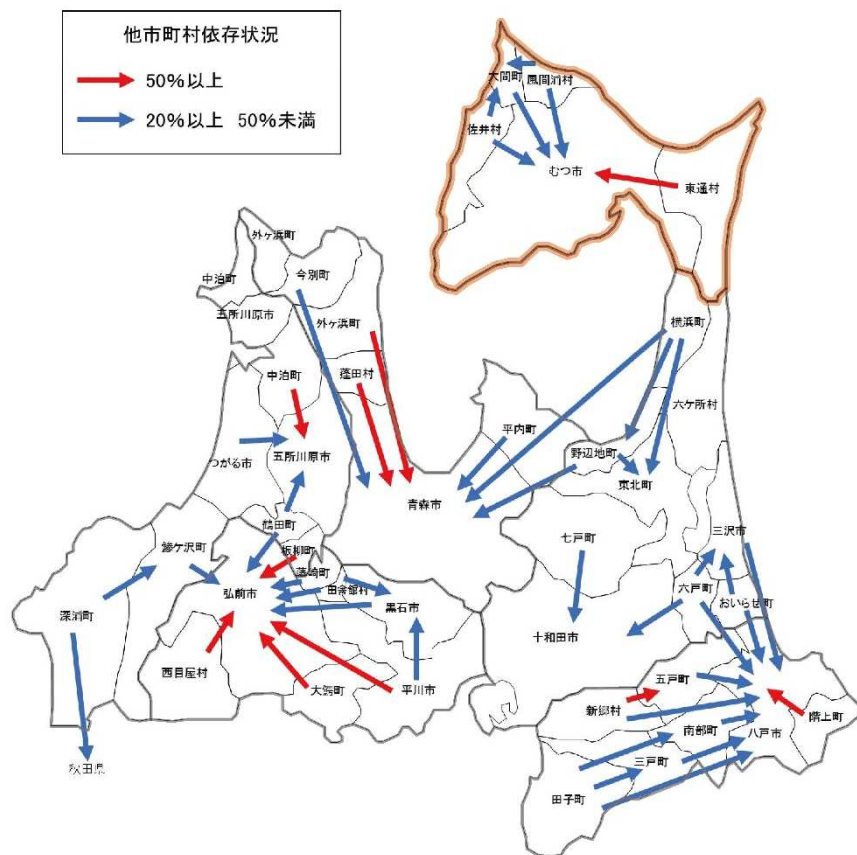 他市町村依存状況
50%以上
20%以上 50%未満
大間町
風間浦村
佐井村
むつ市
東通村
外ヶ浜町
今別町
中泊町
五所川原市
外ヶ浜町
横浜町
中泊町
蓬田村
六ケ所村
平内町
つがる市
五所川原市
野辺地町
東北町
青森市
鶴田町
七戸町
三沢市
鰺ケ沢町
板柳町
藤崎町
弘前市
田舎館村
六戸町
おいらせ町
深浦町
黒石市
十和田市
西目屋村
五戸町
大鰐町
平川市
新郷村
階上町
南部町
八戸市
三戸町
秋田県
田子町